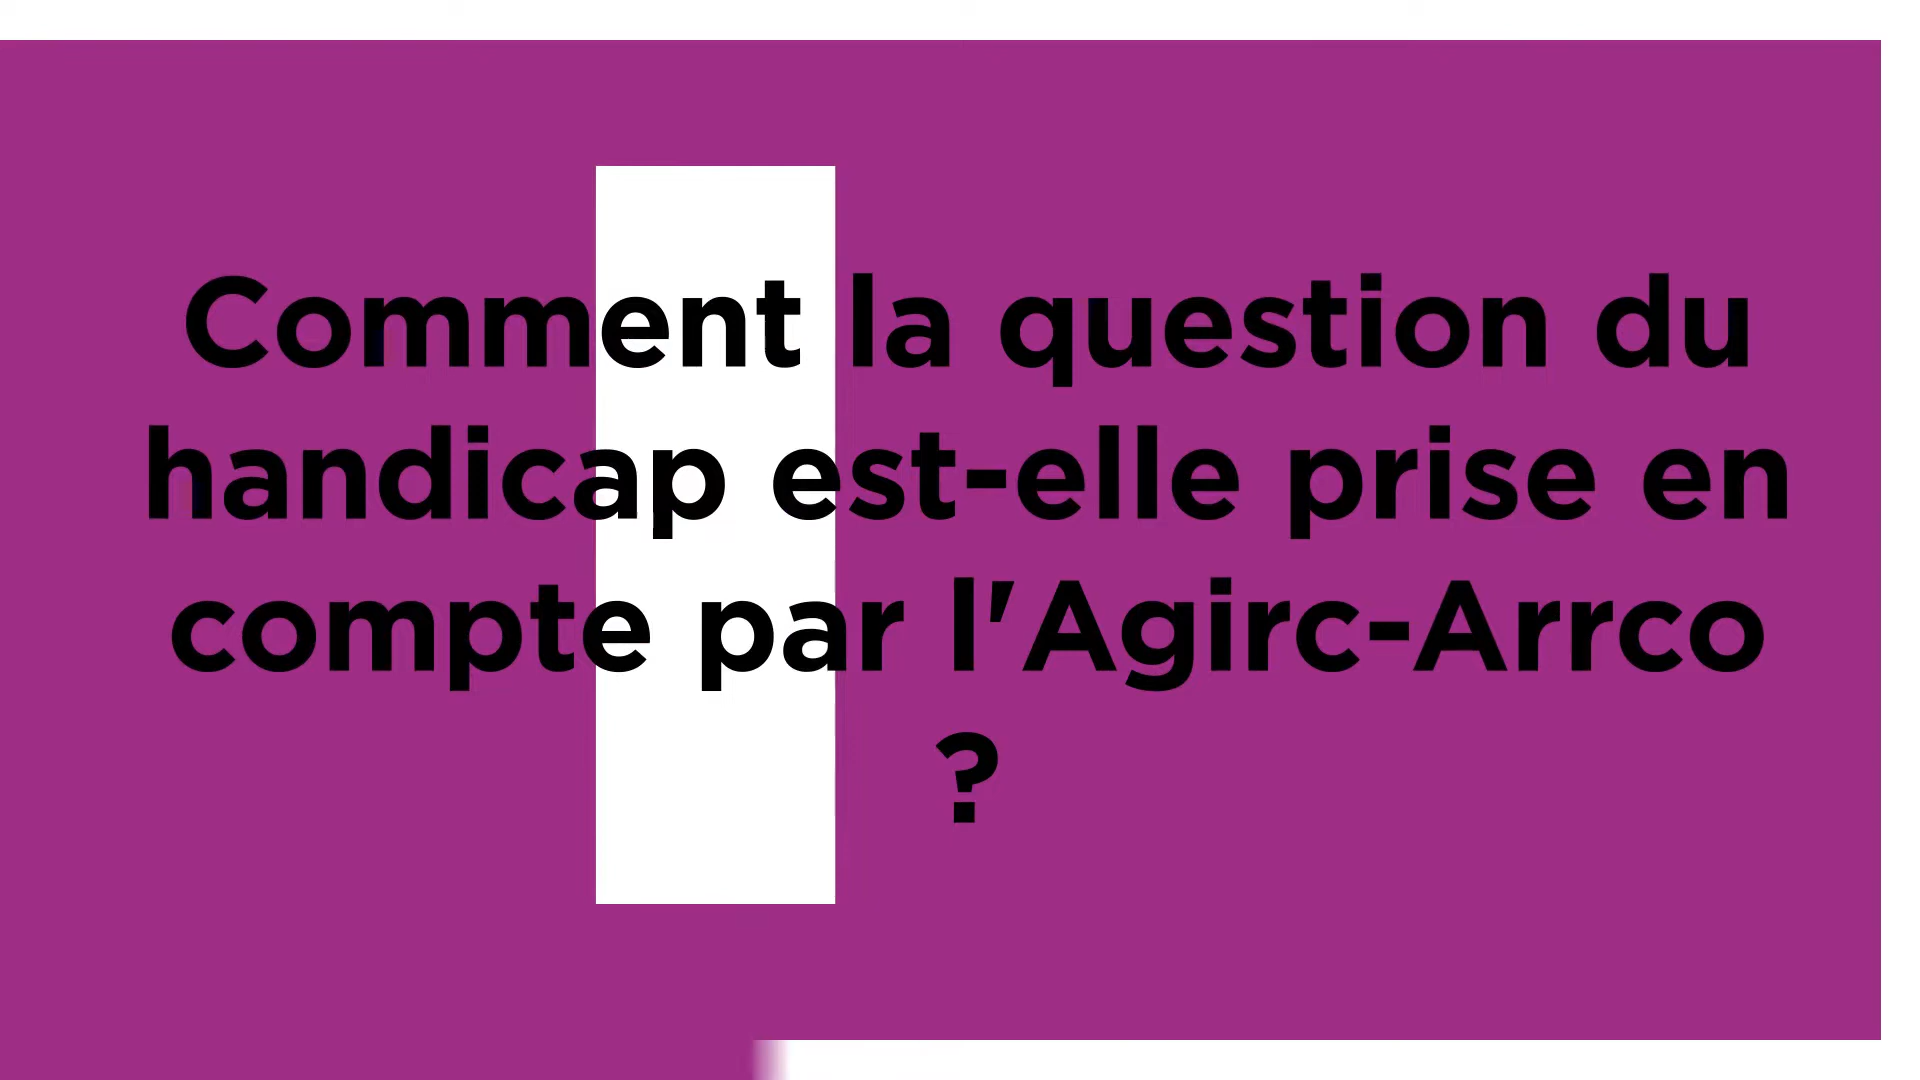 Comment la question du
handicap est-elle prise en
compte par l'Agirc-Arrco
?